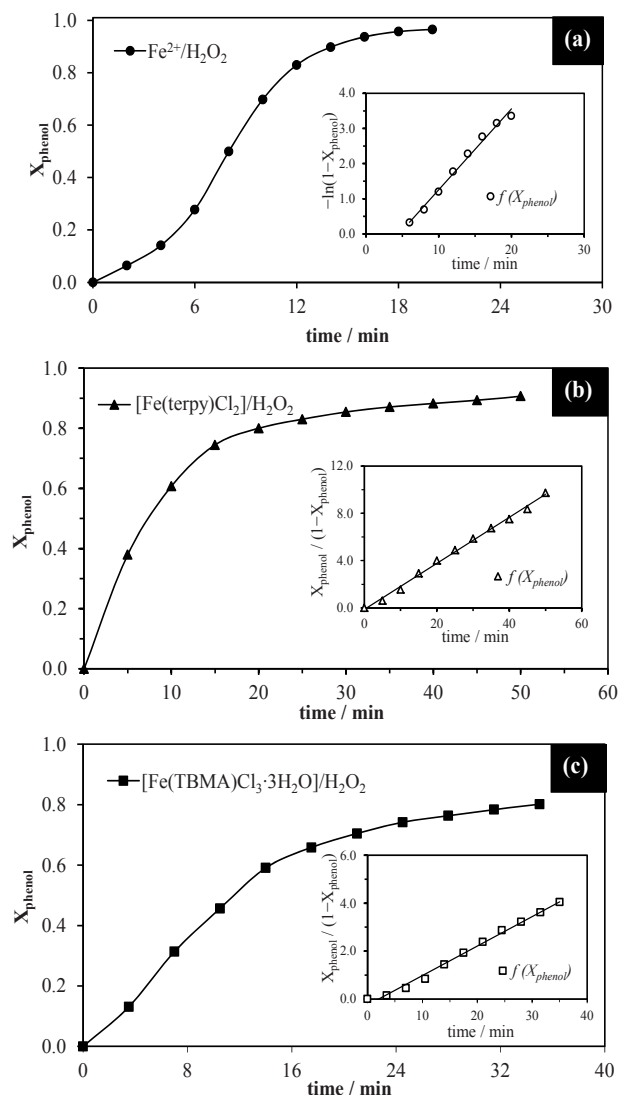 1.0
(a)
Fe²⁺/H₂O₂
0.8
4.0
0.6
3.0
X_phenol
−ln(1−X_phenol)
2.0
0.4
1.0
f (X_phenol)
0.2
0.0
0 10 20 30
time / min
0.0
0 6 12 18 24 30
time / min
1.0
(b)
[Fe(terpy)Cl₂]/H₂O₂
0.8
12.0
0.6
8.0
X_phenol
X_phenol / (1−X_phenol)
0.4
4.0
f (X_phenol)
0.2
0.0
0 20 40 60
time / min
0.0
0 10 20 30 40 50 60
time / min
1.0
(c)
[Fe(TBMA)Cl₃·3H₂O]/H₂O₂
0.8
6.0
0.6
4.0
X_phenol
X_phenol / (1−X_phenol)
0.4
2.0
f (X_phenol)
0.2
0.0
0 10 20 30 40
time / min
0.0
0 8 16 24 32 40
time / min